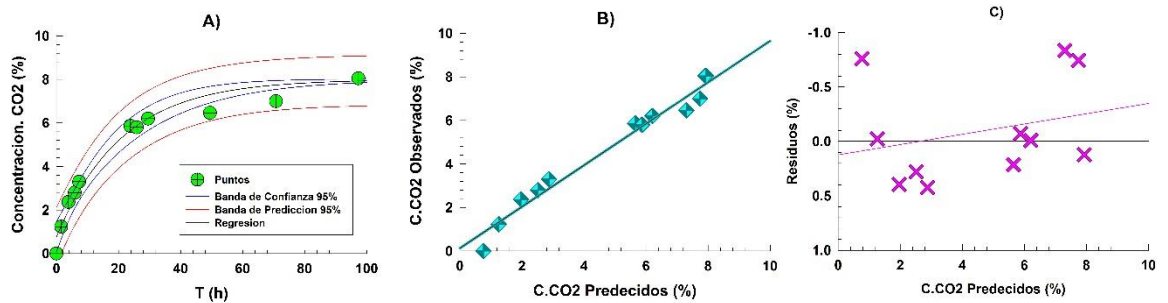 A)
Concentracion. CO2 (%)
10
8
6
4
2
0
0 20 40 60 80 100
T (h)
Puntos
Banda de Confianza 95%
Banda de Prediccion 95%
Regresion
B)
C.CO2 Observados (%)
10
8
6
4
2
0
0 2 4 6 8 10
C.CO2 Predecidos (%)
C)
Residuos (%)
-1.0
-0.5
0.0
0.5
1.0
0 2 4 6 8 10
C.CO2 Predecidos (%)